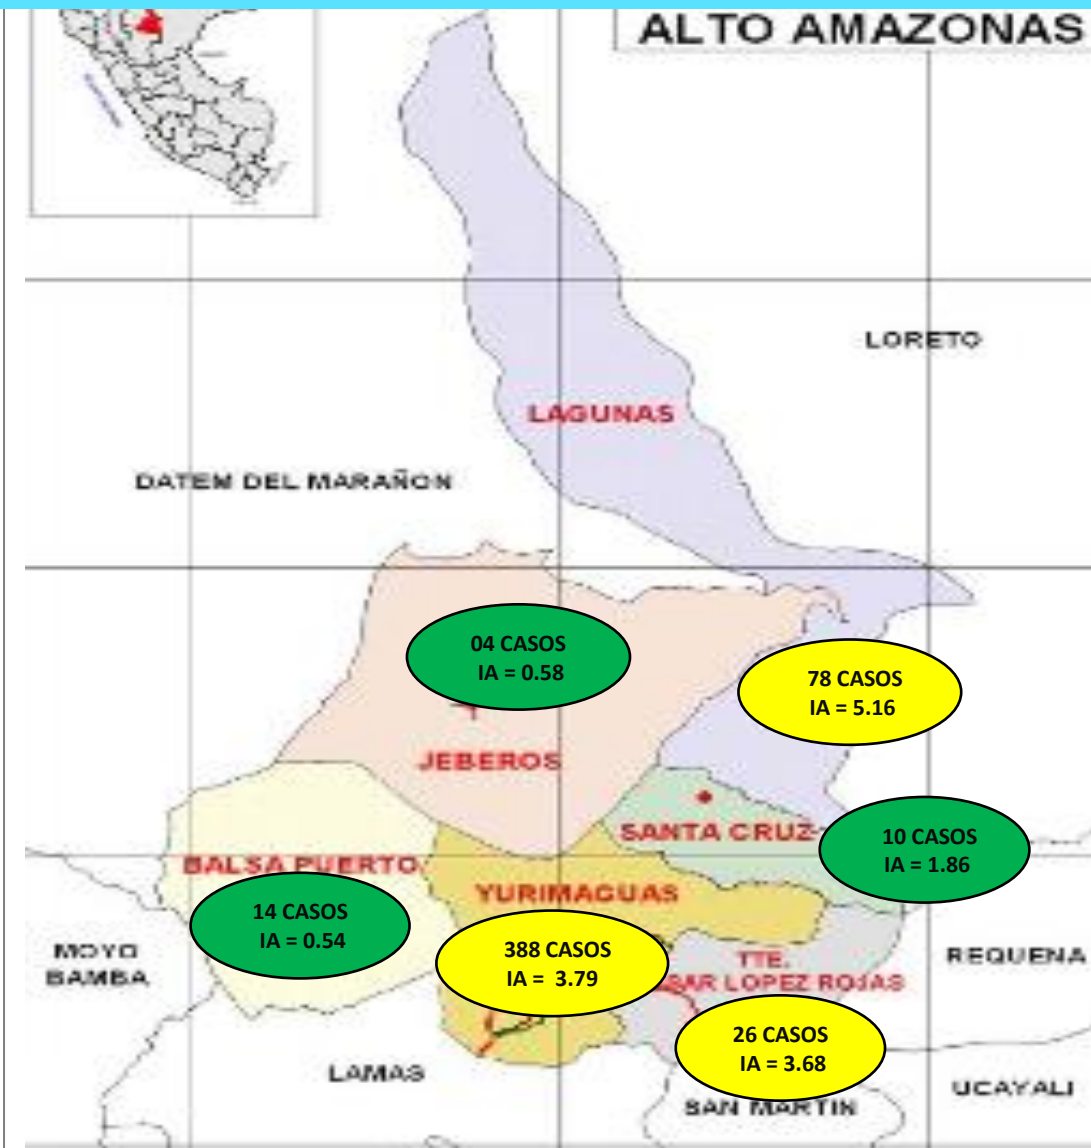 ALTO AMAZONAS
LORETO
LAGUNAS
DATEM DEL MARAÑON
04 CASOS
IA = 0.58
78 CASOS
IA = 5.16
JEBEROS
SANTA CRUZ
10 CASOS
IA = 1.86
BALSA PUERTO
YURIMAGUAS
14 CASOS
IA = 0.54
388 CASOS
IA = 3.79
MOYO
BAMBA
TTE.
SAR LOPEZ ROJAS
REQUENA
26 CASOS
IA = 3.68
LAMAS
UCAYALI
SAN MARTIN